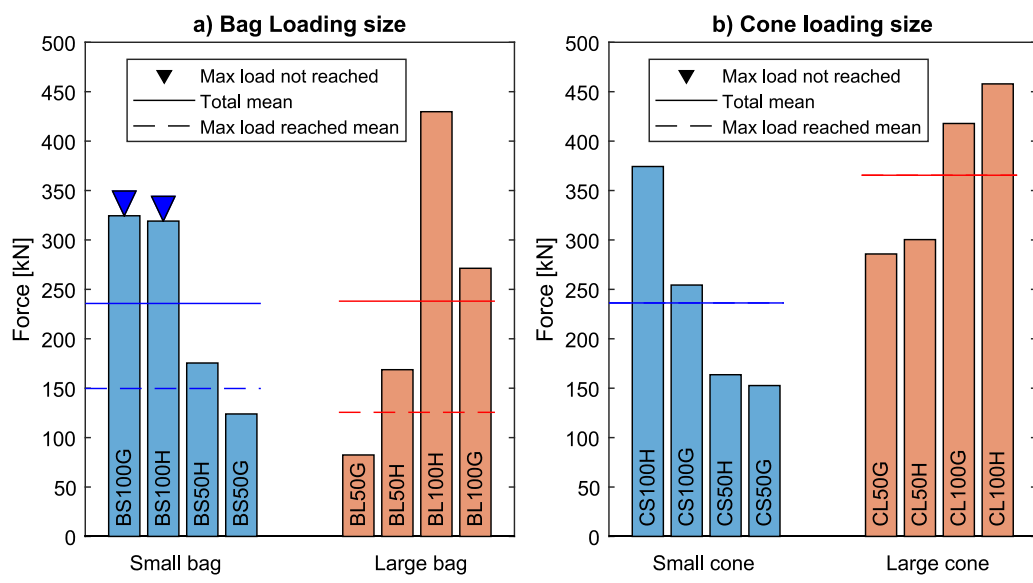 a) Bag Loading size
500
450
400
350
300
250
200
150
100
50
0
Force [kN]
Max load not reached
Total mean
Max load reached mean
BS100G
BS100H
BS50H
BS50G
BL50G
BL50H
BL100H
BL100G
Small bag
Large bag
b) Cone loading size
500
450
400
350
300
250
200
150
100
50
0
Force [kN]
Max load not reached
Total mean
Max load reached mean
CS100H
CS100G
CS50H
CS50G
CL50G
CL50H
CL100G
CL100H
Small cone
Large cone